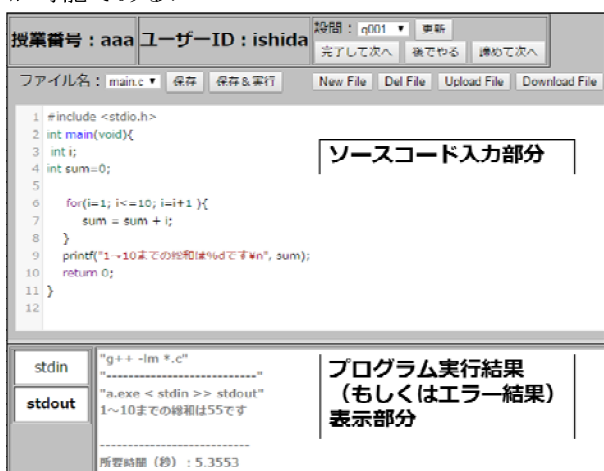 授業番号：aaa ユーザーID：ishida 設問： q001 ▼ 更新
完了して次へ 後でやる 諦めて次へ
ファイル名： main.c ▼ 保存 保存&実行 New File Del File Upload File Download File
1 #include <stdio.h>
2 int main(void){
3 int i;
4 int sum=0;
5
6 for(i=1; i<=10; i=i+1 ){
7 sum = sum + i;
8 }
9 printf("1～10までの総和は%dです¥n", sum);
10 return 0;
11 }
12
ソースコード入力部分
stdin
stdout
"g++ -lm *.c"
"---------------------------"
"a.exe < stdin >> stdout"
1～10までの総和は55です
---------------------------
所要時間（秒）：5.3553
プログラム実行結果
（もしくはエラー結果）
表示部分